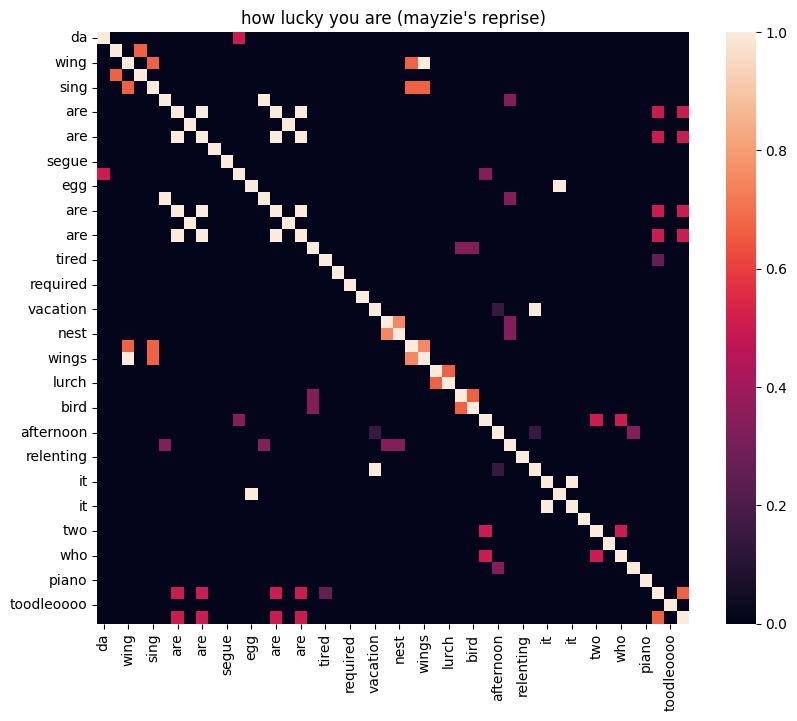 how lucky you are (mayzie's reprise)
da
wing
sing
are
are
segue
egg
are
are
tired
required
vacation
nest
wings
lurch
bird
afternoon
relenting
it
it
two
who
piano
toodleoooo
1.0
0.8
0.6
0.4
0.2
0.0
da
wing
sing
are
are
segue
egg
are
are
tired
required
vacation
nest
wings
lurch
bird
afternoon
relenting
it
it
two
who
piano
toodleoooo